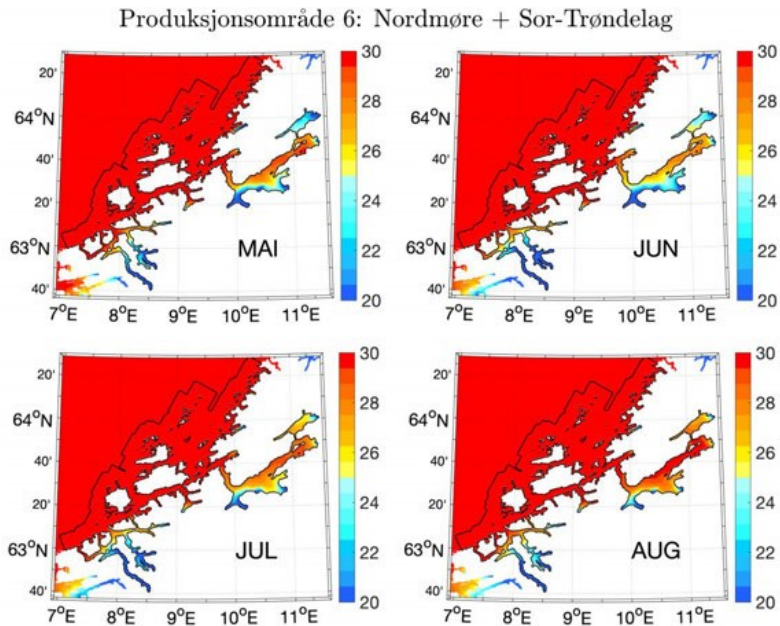 Produksjonsområde 6: Nordmøre + Sor-Trøndelag
20'
64°N
40'
20'
63°N
40'
7°E 8°E 9°E 10°E 11°E
MAI
30
28
26
24
22
20
20'
64°N
40'
20'
63°N
40'
7°E 8°E 9°E 10°E 11°E
JUN
30
28
26
24
22
20
20'
64°N
40'
20'
63°N
40'
7°E 8°E 9°E 10°E 11°E
JUL
30
28
26
24
22
20
20'
64°N
40'
20'
63°N
40'
7°E 8°E 9°E 10°E 11°E
AUG
30
28
26
24
22
20